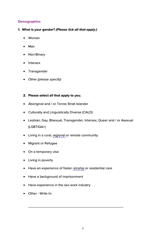 Demographics
1. What is your gender? (Please tick all that apply.)
Woman
Man
Non-Binary
Intersex
Transgender
Other (please specify)
2. Please select all that apply to you.
Aboriginal and / or Torres Strait Islander
Culturally and Linguistically Diverse (CALD)
Lesbian, Gay, Bisexual, Transgender, Intersex, Queer and / or Asexual
(LGBTQIA+)
Living in a rural, regional or remote community
Migrant or Refugee
On a temporary visa
Living in poverty
Have an experience of foster, kinship or residential care
Have a background of imprisonment
Have experience in the sex work industry
Other - Write In